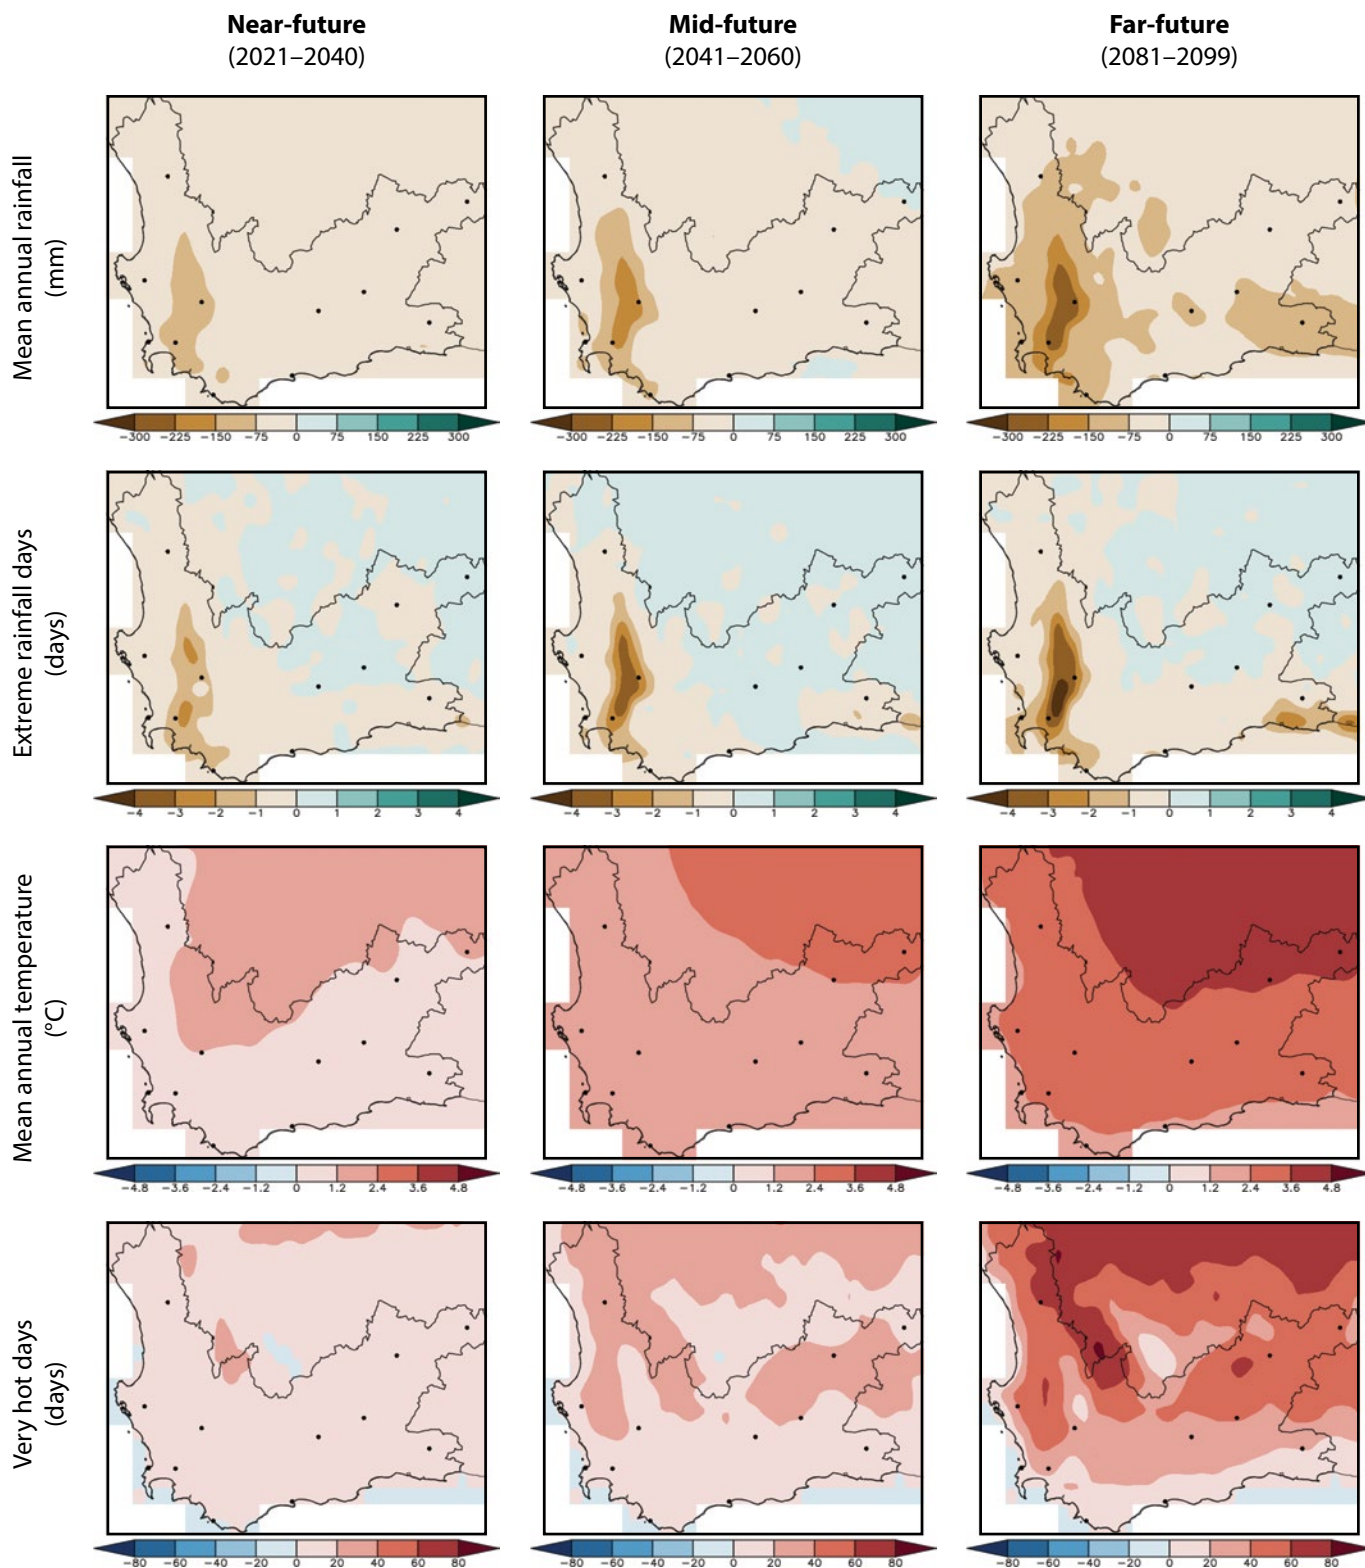 Near-future
(2021–2040)
Mid-future
(2041–2060)
Far-future
(2081–2099)
Mean annual rainfall
(mm)
−300 −225 −150 −75 0 75 150 225 300
−300 −225 −150 −75 0 75 150 225 300
−300 −225 −150 −75 0 75 150 225 300
Extreme rainfall days
(days)
−4 −3 −2 −1 0 1 2 3 4
−4 −3 −2 −1 0 1 2 3 4
−4 −3 −2 −1 0 1 2 3 4
Mean annual temperature
(°C)
−4.8 −3.6 −2.4 −1.2 0 1.2 2.4 3.6 4.8
−4.8 −3.6 −2.4 −1.2 0 1.2 2.4 3.6 4.8
−4.8 −3.6 −2.4 −1.2 0 1.2 2.4 3.6 4.8
Very hot days
(days)
−80 −60 −40 −20 0 20 40 60 80
−80 −60 −40 −20 0 20 40 60 80
−80 −60 −40 −20 0 20 40 60 80